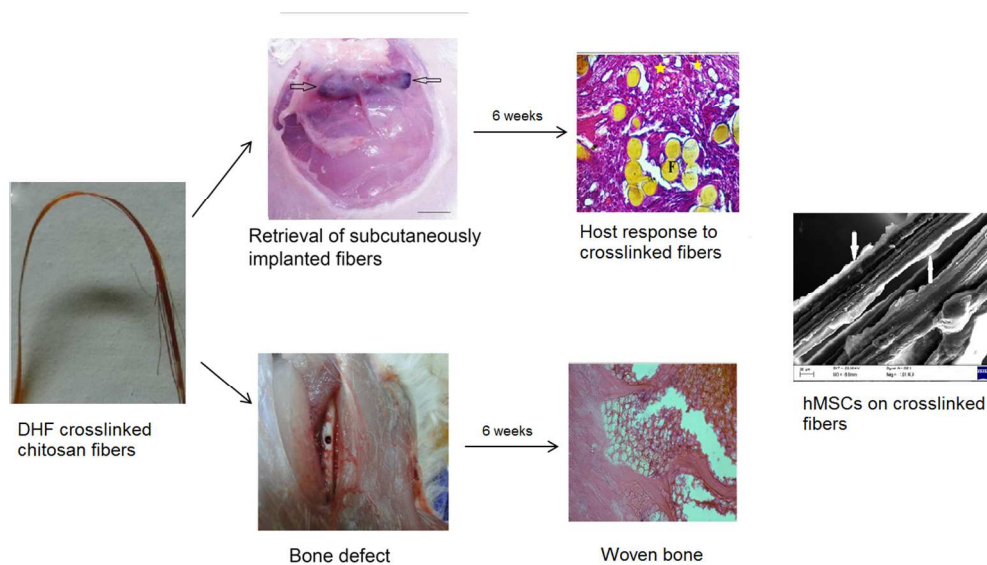 6 weeks
F
Retrieval of subcutaneously
implanted fibers
Host response to
crosslinked fibers
DHF crosslinked
chitosan fibers
6 weeks
hMSCs on crosslinked
fibers
Bone defect
Woven bone